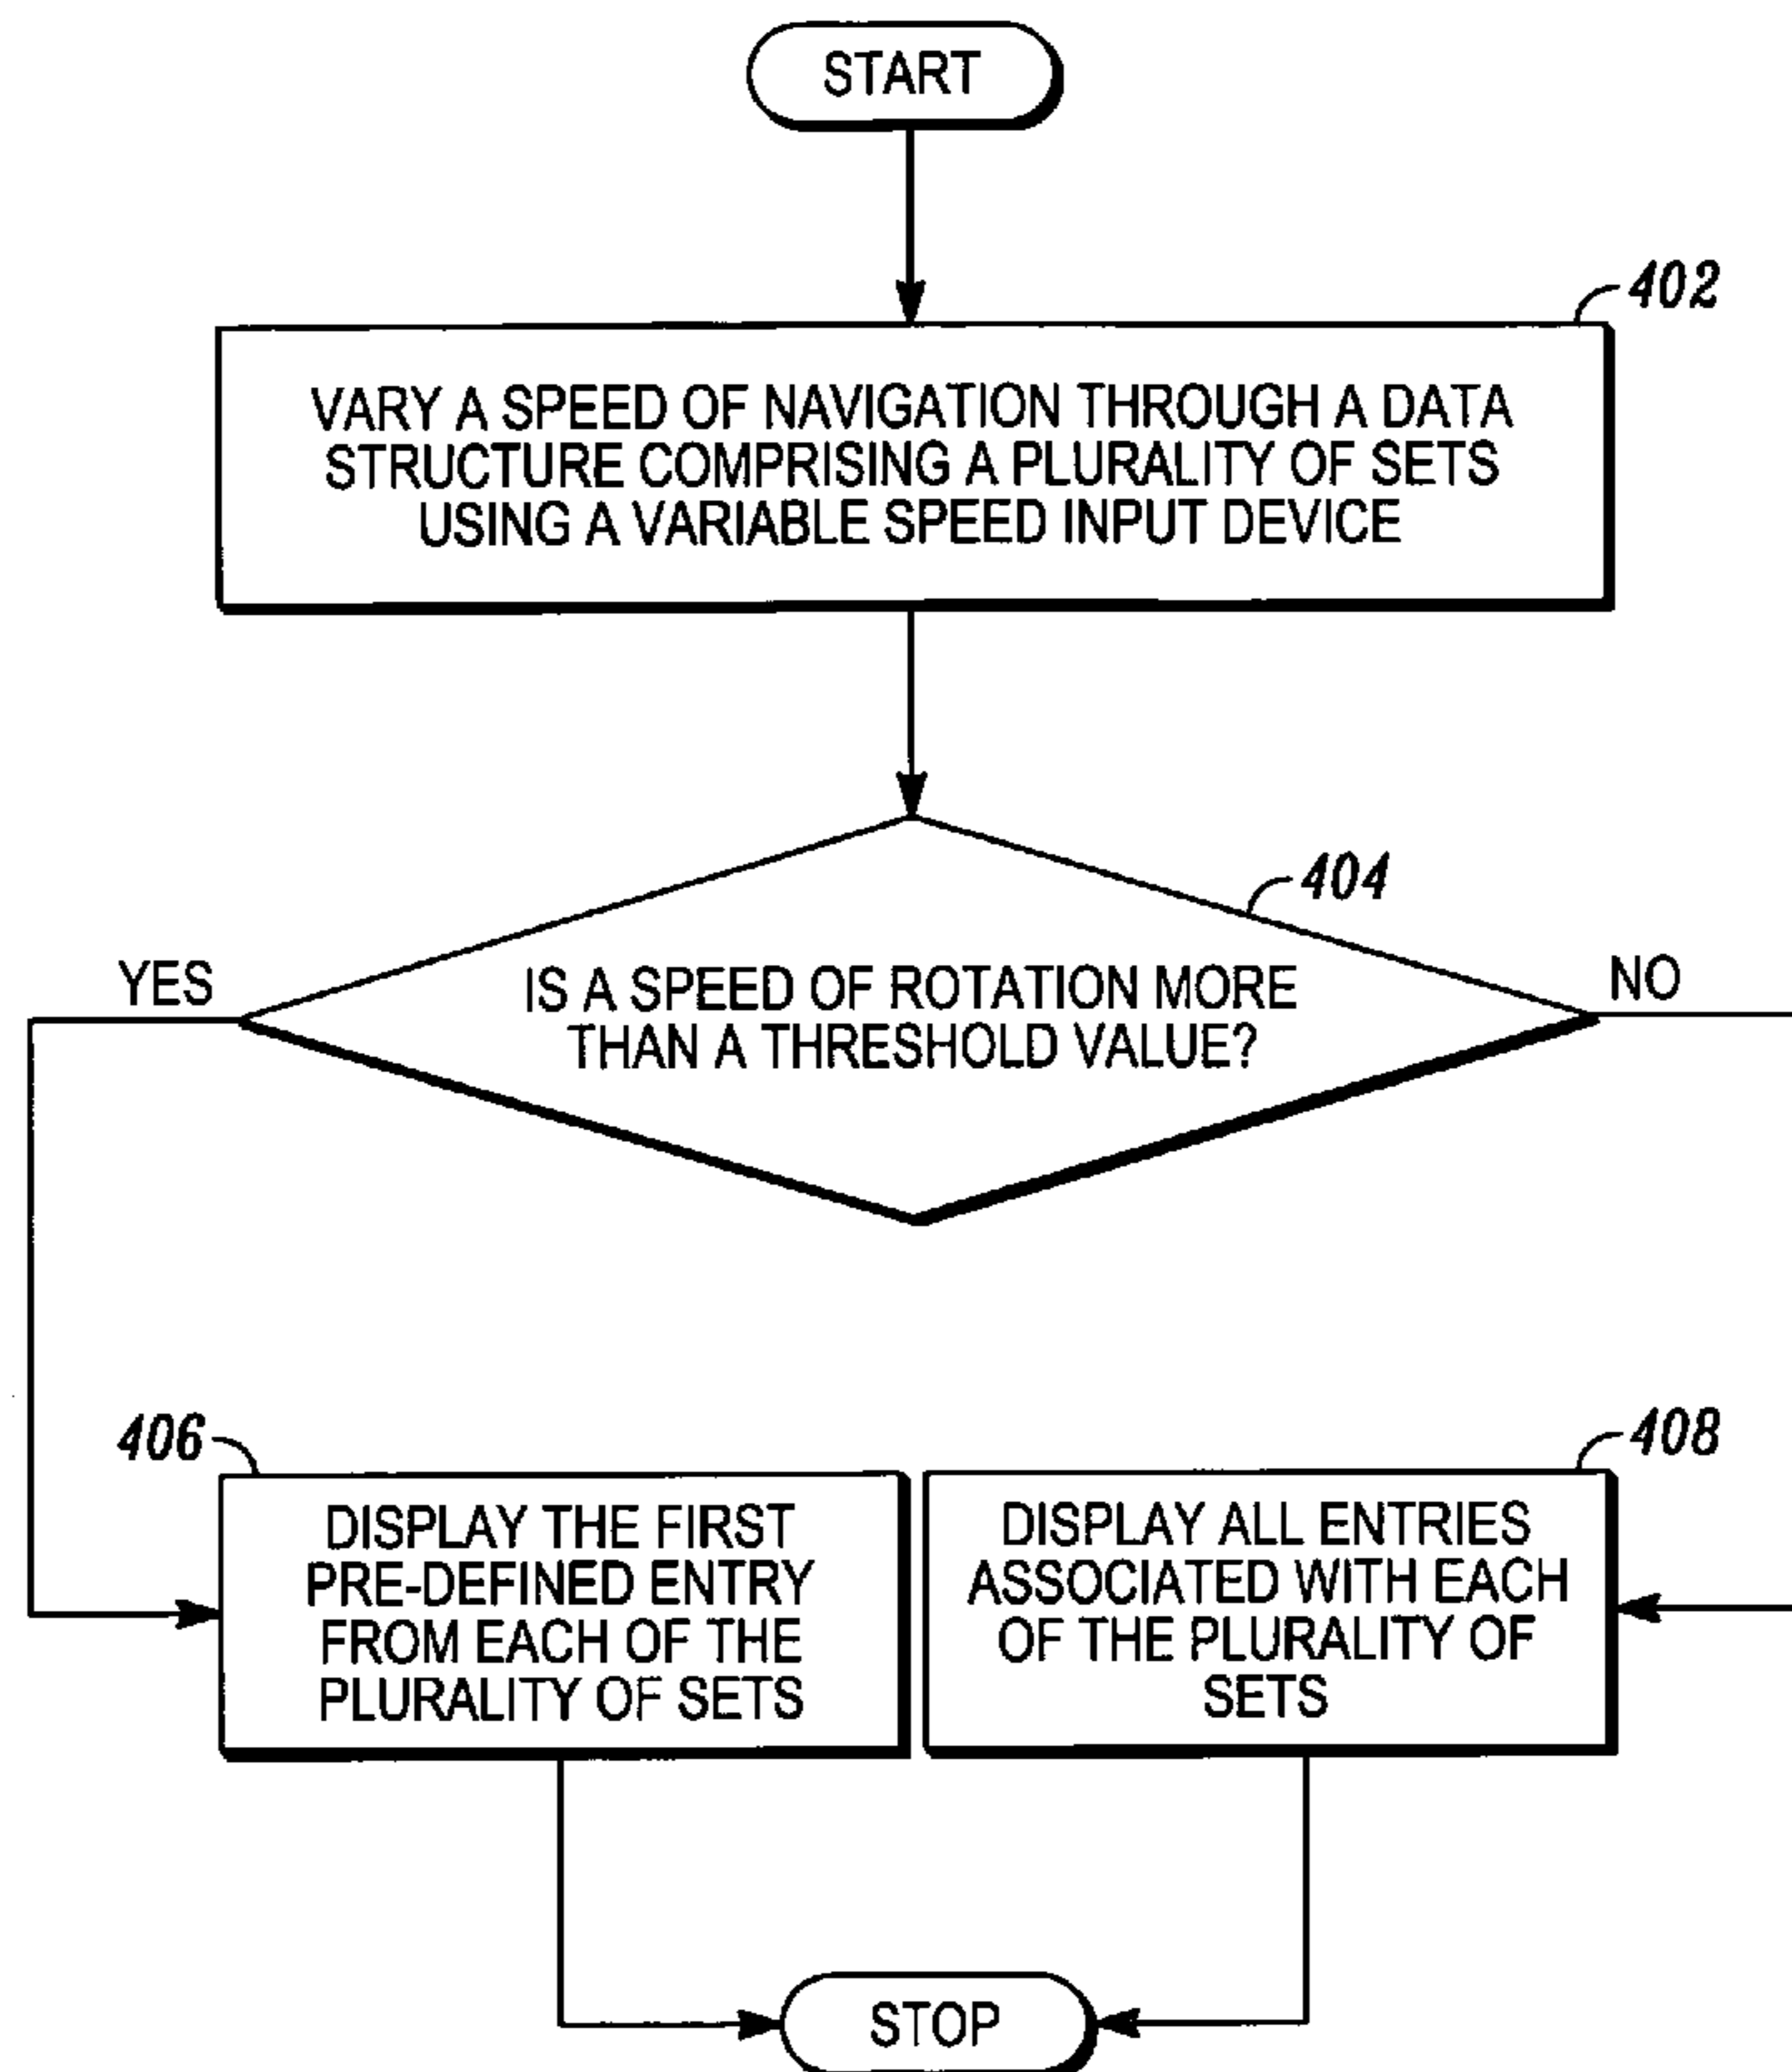 START
402
VARY A SPEED OF NAVIGATION THROUGH A DATA
STRUCTURE COMPRISING A PLURALITY OF SETS
USING A VARIABLE SPEED INPUT DEVICE
404
YES
IS A SPEED OF ROTATION MORE
THAN A THRESHOLD VALUE?
NO
406
DISPLAY THE FIRST
PRE-DEFINED ENTRY
FROM EACH OF THE
PLURALITY OF SETS
408
DISPLAY ALL ENTRIES
ASSOCIATED WITH EACH
OF THE PLURALITY OF
SETS
STOP